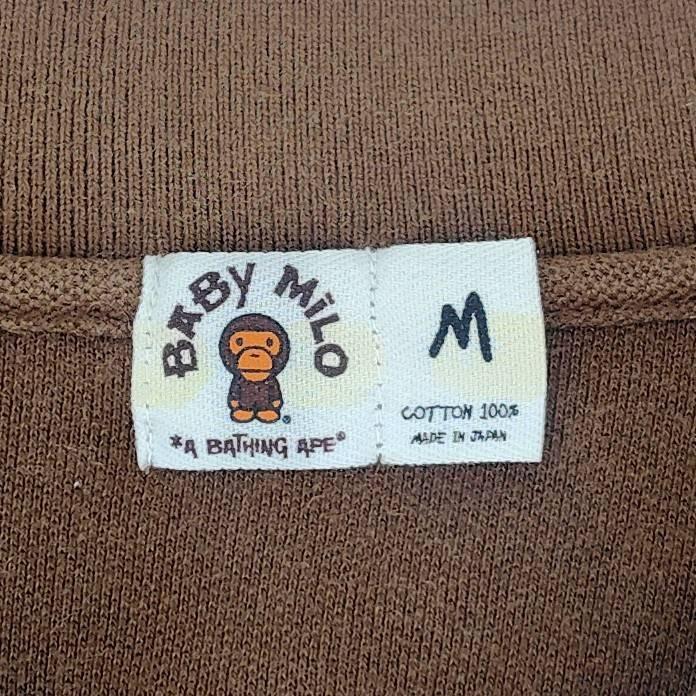 BABY MiLO
®
*A BATHING APE®
M
COTTON 100%
MADE IN JAPAN